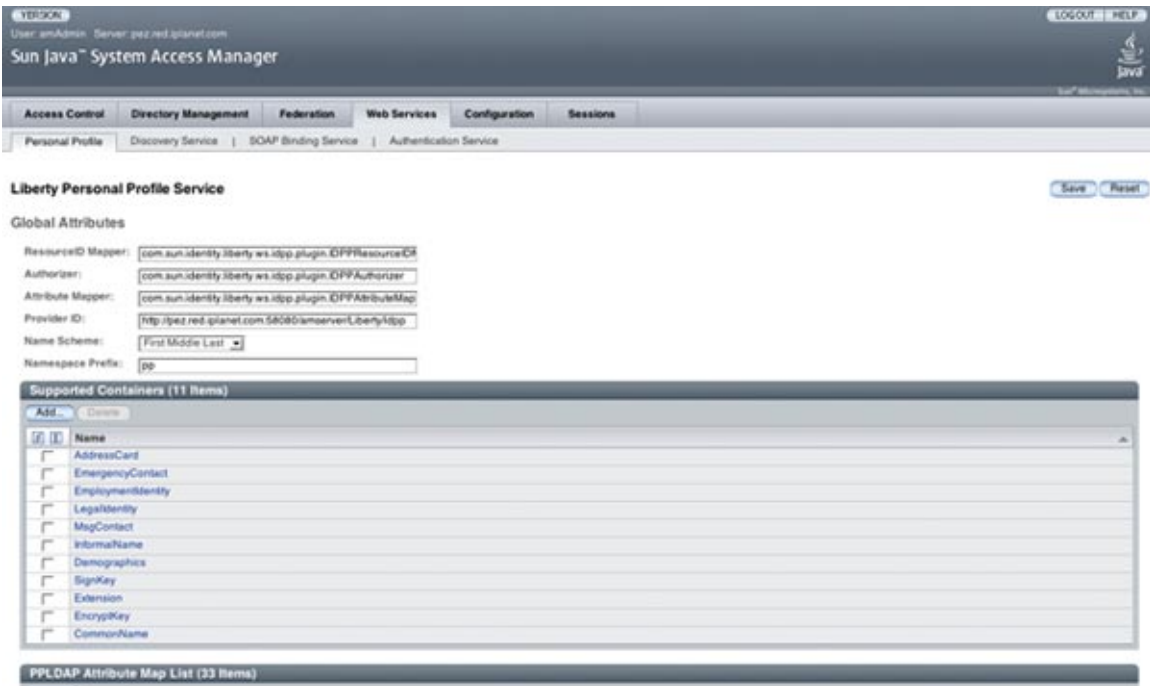 VERSION LOGOUT HELP
User: amAdmin Server: pez.red.iplanet.com
Sun Java™ System Access Manager
Java
Sun™ Microsystems, Inc.
Access Control Directory Management Federation Web Services Configuration Sessions
Personal Profile Discovery Service | SOAP Binding Service | Authentication Service
Liberty Personal Profile Service Save Reset
Global Attributes
ResourceID Mapper: com.sun.identity.liberty.ws.idpp.plugin.IDPPResourceID
Authorizer: com.sun.identity.liberty.ws.idpp.plugin.IDPPAuthorizer
Attribute Mapper: com.sun.identity.liberty.ws.idpp.plugin.IDPPAttributeMap
Provider ID: http://pez.red.iplanet.com:58080/amserver/Liberty/idpp
Name Scheme: First Middle Last
Namespace Prefix: pp
Supported Containers (11 Items)
Add... Delete
Name
AddressCard
EmergencyContact
EmploymentIdentity
LegalIdentity
MsgContact
InformalName
Demographics
SignKey
Extension
EncryptKey
CommonName
PPLDAP Attribute Map List (33 Items)